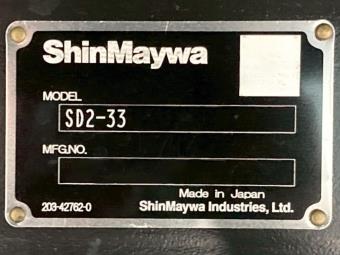 ShinMaywa
MODEL
SD2-33
MFG.NO.
Made in Japan
203-42762-0 ShinMaywa Industries, Ltd.